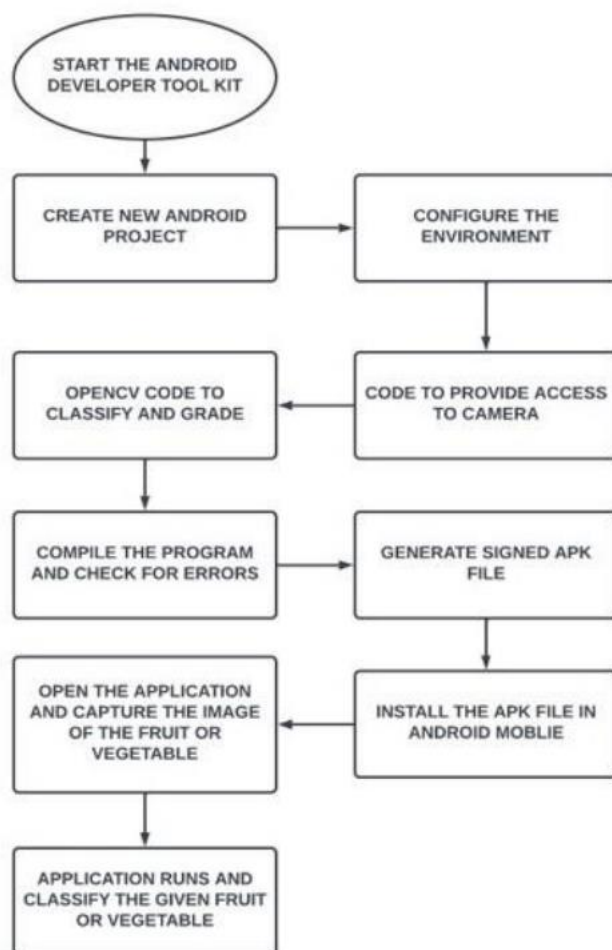 START THE ANDROID
DEVELOPER TOOL KIT
CREATE NEW ANDROID
PROJECT
CONFIGURE THE
ENVIRONMENT
CODE TO PROVIDE ACCESS
TO CAMERA
OPENCV CODE TO
CLASSIFY AND GRADE
COMPILE THE PROGRAM
AND CHECK FOR ERRORS
GENERATE SIGNED APK
FILE
INSTALL THE APK FILE IN
ANDROID MOBLIE
OPEN THE APPLICATION
AND CAPTURE THE IMAGE
OF THE FRUIT OR
VEGETABLE
APPLICATION RUNS AND
CLASSIFY THE GIVEN FRUIT
OR VEGETABLE